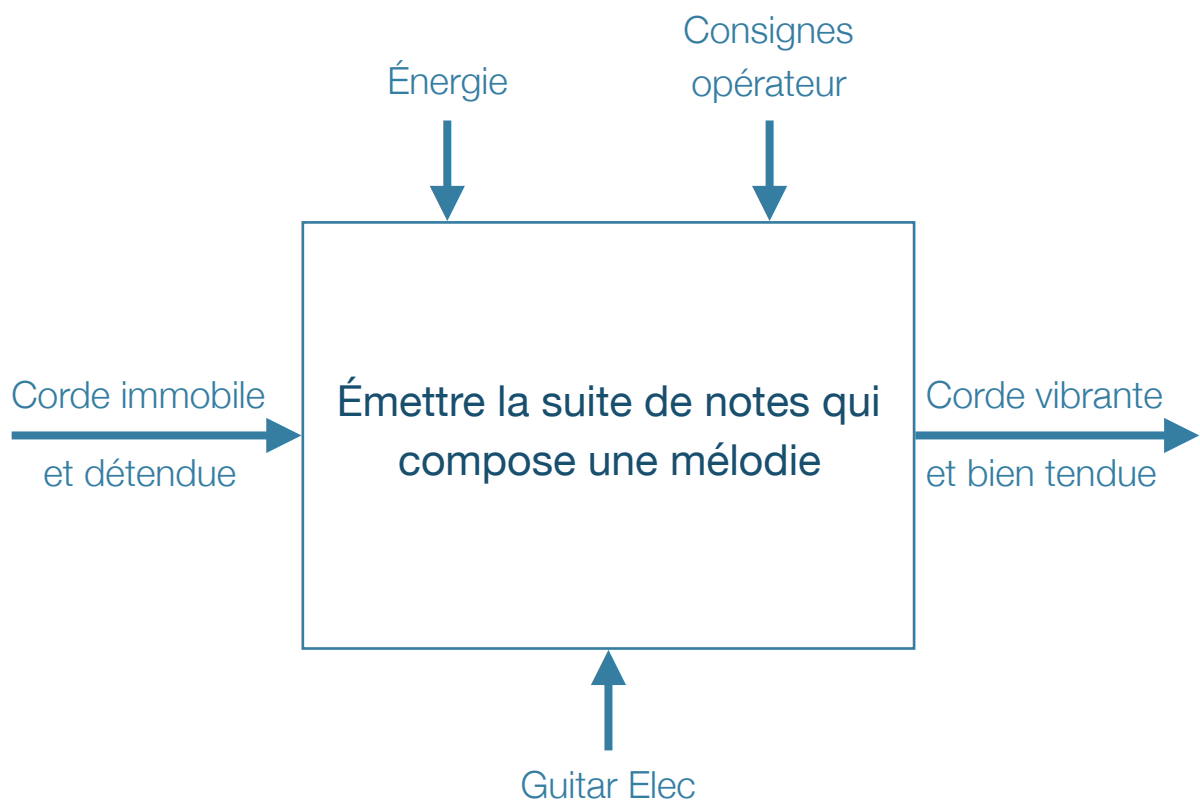 Consignes
opérateur
Énergie
Corde immobile
et détendue
Émettre la suite de notes qui
compose une mélodie
Corde vibrante
et bien tendue
Guitar Elec